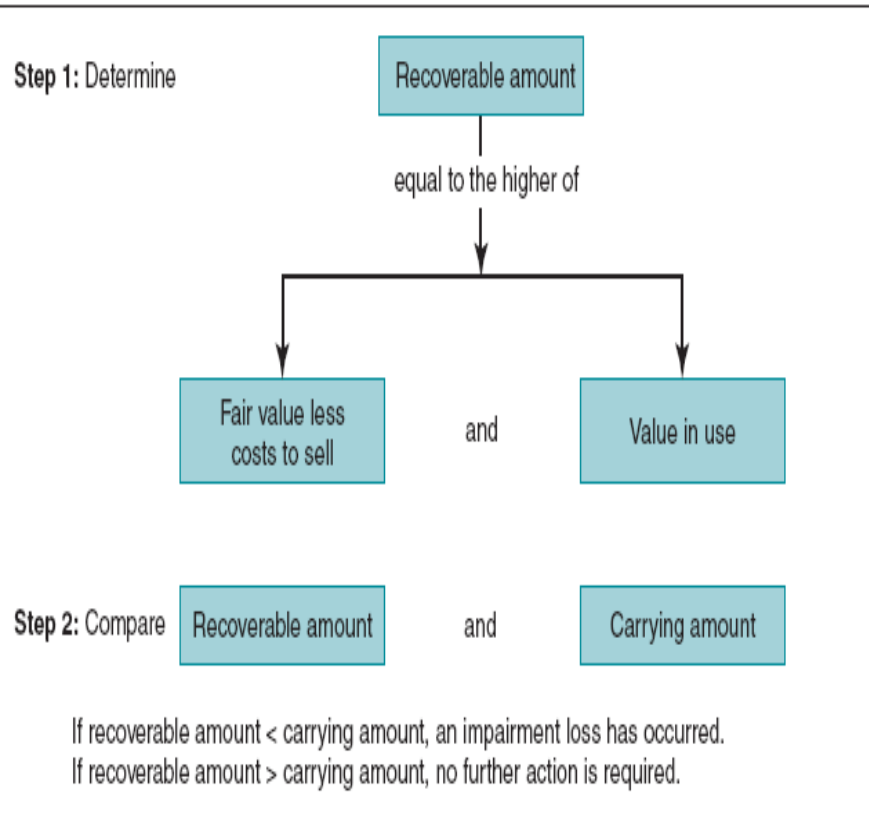 Step 1: Determine
Recoverable amount
equal to the higher of
Fair value less
costs to sell
and
Value in use
Step 2: Compare
Recoverable amount
and
Carrying amount
If recoverable amount < carrying amount, an impairment loss has occurred.
If recoverable amount > carrying amount, no further action is required.